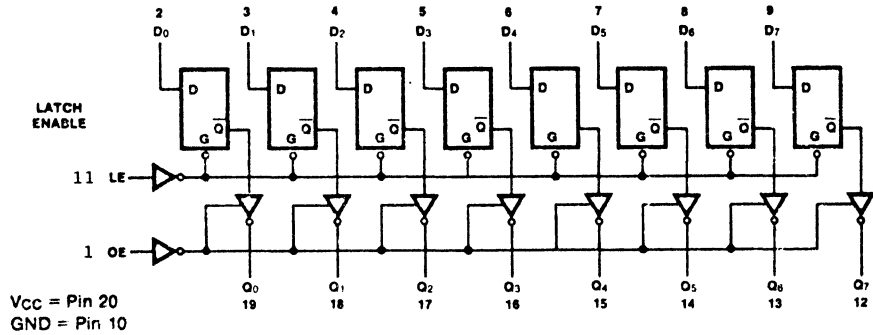 2 3 4 5 6 7 8 9
D₀ D₁ D₂ D₃ D₄ D₅ D₆ D₇
D D D D D D D D
LATCH
ENABLE
Q̅ Q̅ Q̅ Q̅ Q̅ Q̅ Q̅ Q̅
G G G G G G G G
11 LE
1 OE
Q₀ Q₁ Q₂ Q₃ Q₄ Q₅ Q₆ Q₇
19 18 17 16 15 14 13 12
VCC = Pin 20
GND = Pin 10